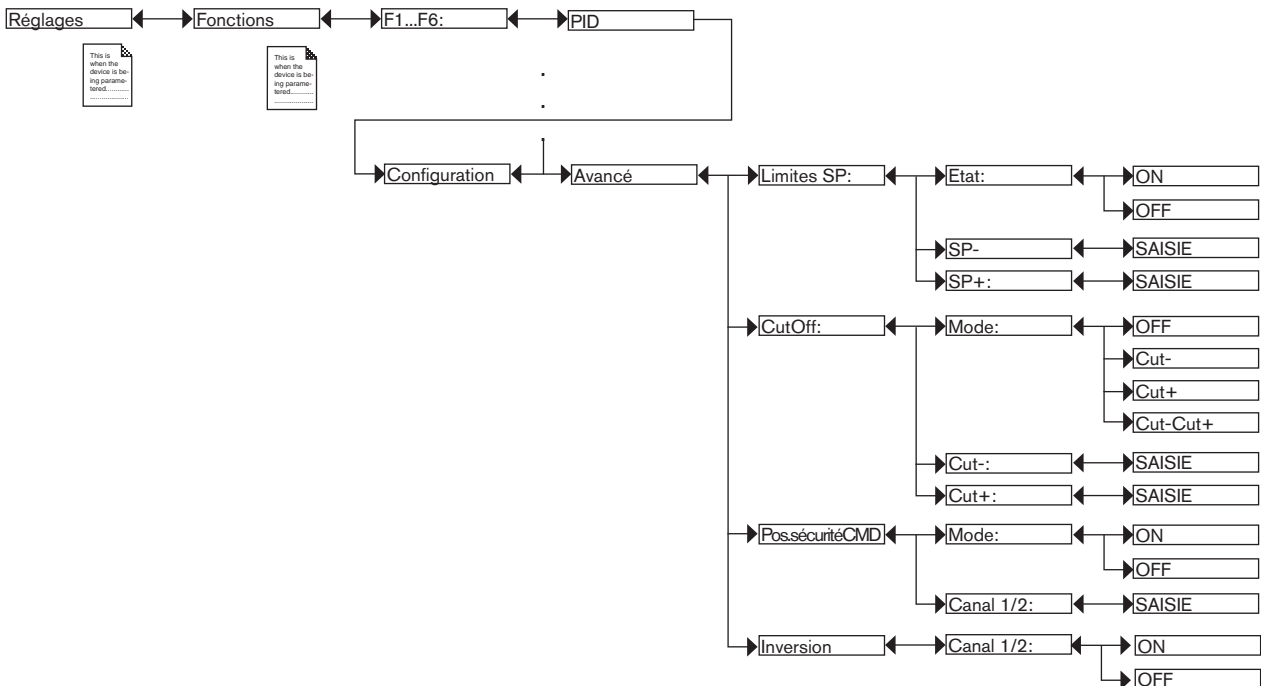 Réglages Fonctions F1...F6: PID
This is
when the
device is be-
ing parame-
tered...........
...................
This is
when the
device is be-
ing parame-
tered...........
...................
Configuration Avancé Limites SP: Etat: ON
OFF
SP- SAISIE
SP+: SAISIE
CutOff: Mode: OFF
Cut-
Cut+
Cut-Cut+
Cut-: SAISIE
Cut+: SAISIE
Pos.sécuritéCMD Mode: ON
OFF
Canal 1/2: SAISIE
Inversion Canal 1/2: ON
OFF